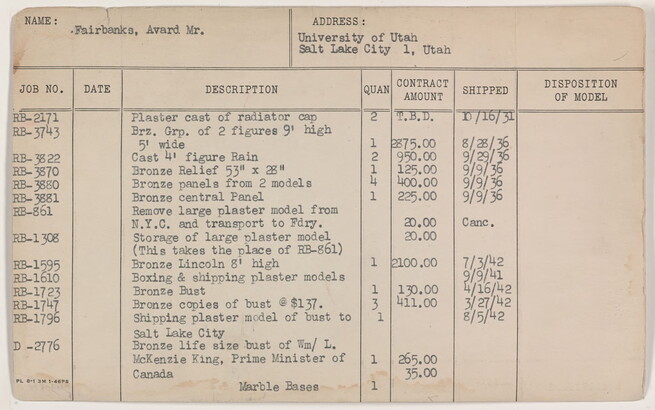 NAME: Fairbanks, Avard Mr.
ADDRESS: University of Utah
Salt Lake City 1, Utah
JOB NO. DATE DESCRIPTION QUAN CONTRACT AMOUNT SHIPPED DISPOSITION OF MODEL
RB-2171 Plaster cast of radiator cap 2 T.B.D. 10/16/31
RB-3743 Brz. Grp. of 2 figures 9' high
5' wide 1 2875.00 8/28/36
RB-3822 Cast 4' figure Rain 2 950.00 9/29/36
RB-3870 Bronze Relief 53" x 28" 1 125.00 9/9/36
RB-3880 Bronze panels from 2 models 4 400.00 9/9/36
RB-3881 Bronze central Panel 1 225.00 9/9/36
RB-861 Remove large plaster model from
N.Y.C. and transport to Fdry. 20.00 Canc.
RB-1308 Storage of large plaster model 20.00
(This takes the place of RB-861)
RB-1595 Bronze Lincoln 8' high 1 2100.00 7/3/42
RB-1610 Boxing & shipping plaster models 9/9/41
RB-1723 Bronze Bust 1 130.00 4/16/42
RB-1747 Bronze copies of bust @ $137. 3 411.00 3/27/42
RB-1796 Shipping plaster model of bust to 1 8/5/42
Salt Lake City
D -2776 Bronze life size bust of Wm/ L.
McKenzie King, Prime Minister of 1 265.00
Canada 35.00
Marble Bases 1